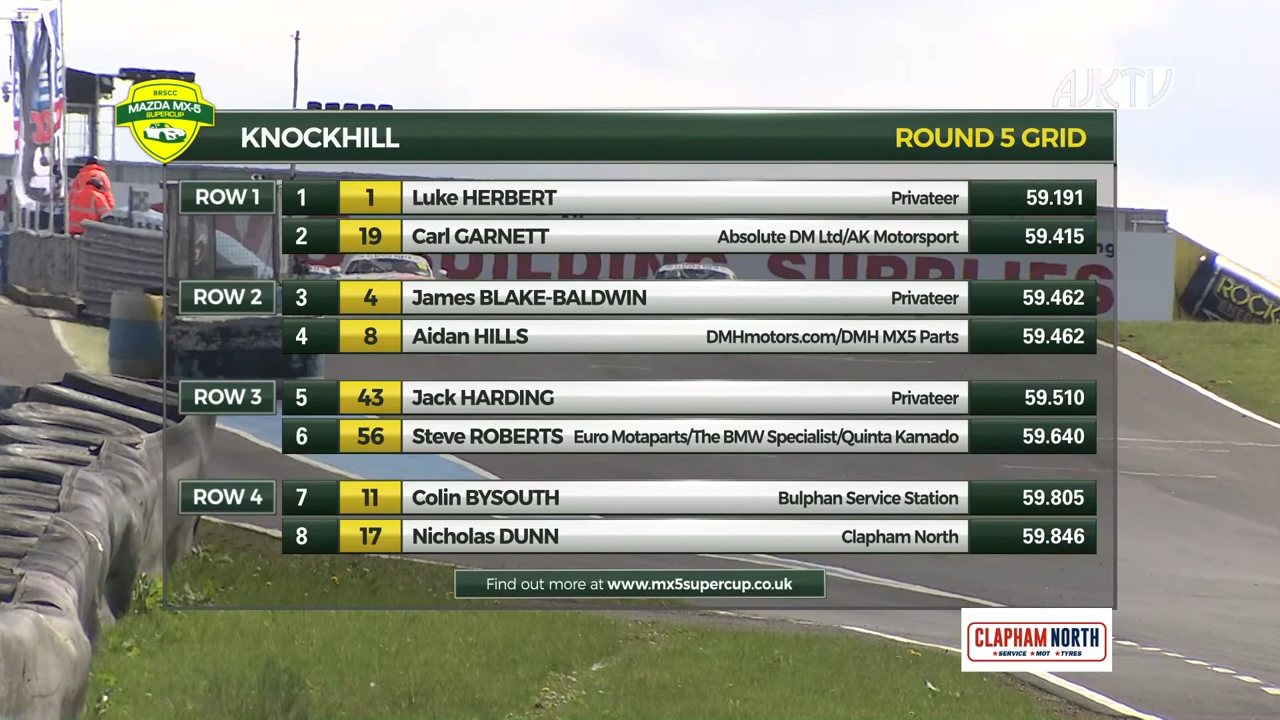 AJKTV
BRSCC
MAZDA MX-5
SUPERCUP
KNOCKHILL
ROUND 5 GRID
ROW 1
1 1 Luke HERBERT Privateer 59.191
2 19 Carl GARNETT Absolute DM Ltd/AK Motorsport 59.415
BUILDING SUPPLIES
ROW 2
3 4 James BLAKE-BALDWIN Privateer 59.462
4 8 Aidan HILLS DMHmotors.com/DMH MX5 Parts 59.462
ROCK
ROW 3
5 43 Jack HARDING Privateer 59.510
6 56 Steve ROBERTS Euro Motaparts/The BMW Specialist/Quinta Kamado 59.640
ROW 4
7 11 Colin BYSOUTH Bulphan Service Station 59.805
8 17 Nicholas DUNN Clapham North 59.846
Find out more at www.mx5supercup.co.uk
CLAPHAM NORTH
★SERVICE ★MOT ★TYRES